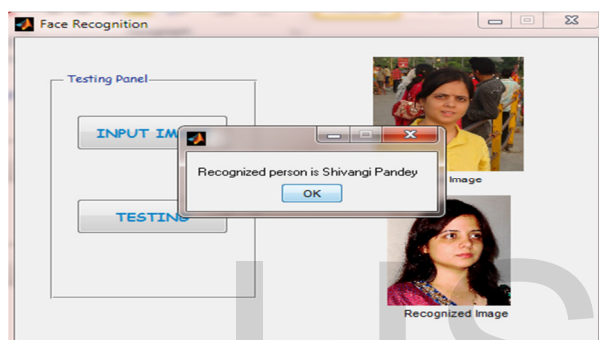 Face Recognition
Testing Panel
INPUT IM
Recognized person is Shivangi Pandey
OK
Image
TESTING
Recognized Image